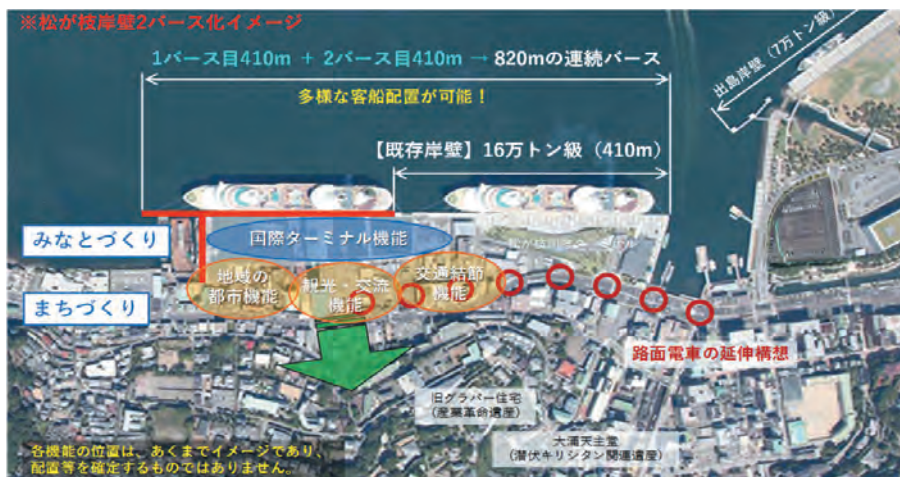 ※松が枝岸壁2バース化イメージ
1バース目410m + 2バース目410m → 820mの連続バース
多様な客船配置が可能！
出島岸壁（7万トン級）
【既存岸壁】16万トン級（410m）
みなとづくり
国際ターミナル機能
まちづくり
地域の
都市機能
観光・交流
機能
交通結節
機能
路面電車の延伸構想
旧グラバー住宅
（産業革命遺産）
大浦天主堂
（潜伏キリシタン関連遺産）
各機能の位置は、あくまでイメージであり、
配置等を確定するものではありません。